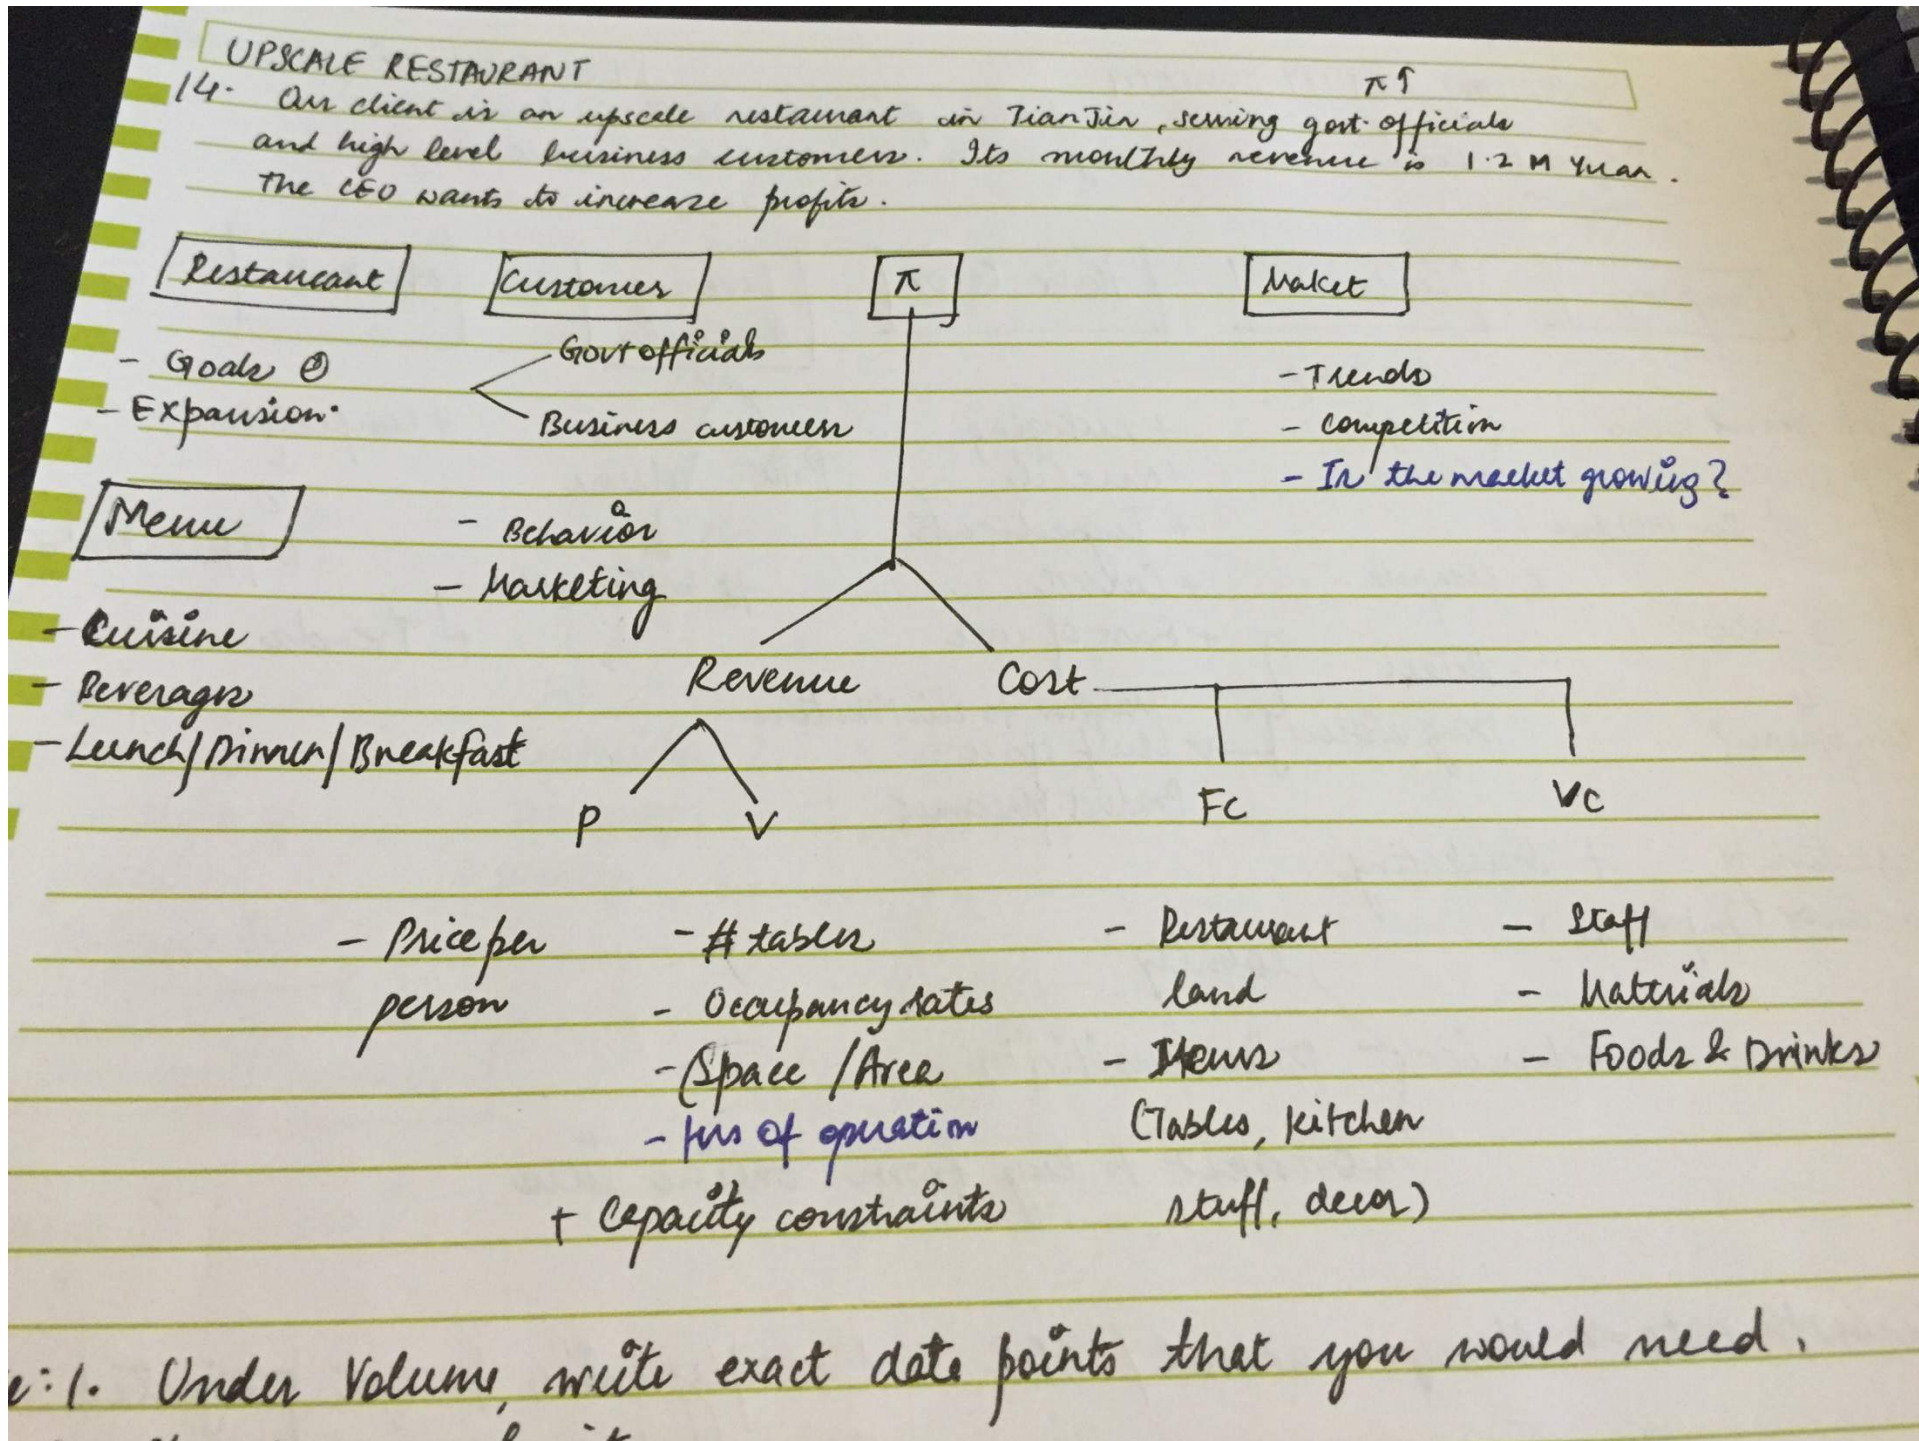 UPSCALE RESTAURANT
π↑
14. Our client is an upscale restaurant in TianJin, serving govt. officials
and high level business customers. Its monthly revenue is 1.2 M Yuan.
The CEO wants to increase profits.
Restaurant
Customer
π
Market
- Goals
- Expansion.
Govt officials
Business customers
- Trends
- Competition
- Is the market growing?
Menu
- Behavior
- Marketing
- Cuisine
- Beverages
- Lunch/Dinner/Breakfast
Revenue
Cost
P
V
FC
VC
- Price per
person
- # tables
- Occupancy rates
- Space / Area
- hrs of operation
+ Capacity constraints
- Restaurant
land
- Items
(Tables, kitchen
stuff, decor)
- Staff
- Materials
- Foods & Drinks
e: 1. Under Volume, write exact data points that you would need.